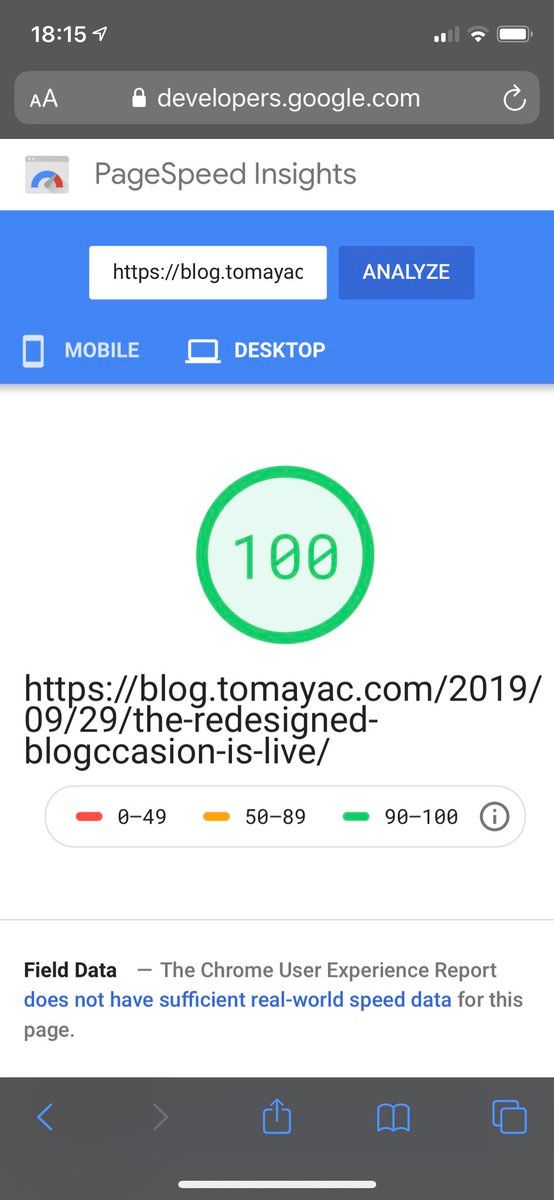 18:15
AA developers.google.com
PageSpeed Insights
https://blog.tomayac
ANALYZE
MOBILE DESKTOP
100
https://blog.tomayac.com/2019/
09/29/the-redesigned-
blogccasion-is-live/
0–49 50–89 90–100
Field Data — The Chrome User Experience Report
does not have sufficient real-world speed data for this
page.